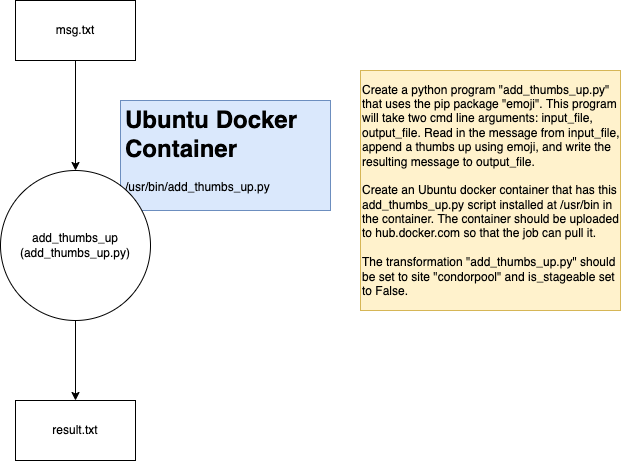 msg.txt
Ubuntu Docker
Container
/usr/bin/add_thumbs_up.py
Create a python program "add_thumbs_up.py"
that uses the pip package "emoji". This program
will take two cmd line arguments: input_file,
output_file. Read in the message from input_file,
append a thumbs up using emoji, and write the
resulting message to output_file.
Create an Ubuntu docker container that has this
add_thumbs_up.py script installed at /usr/bin in
the container. The container should be uploaded
to hub.docker.com so that the job can pull it.
The transformation "add_thumbs_up.py" should
be set to site "condorpool" and is_stageable set
to False.
add_thumbs_up
(add_thumbs_up.py)
result.txt